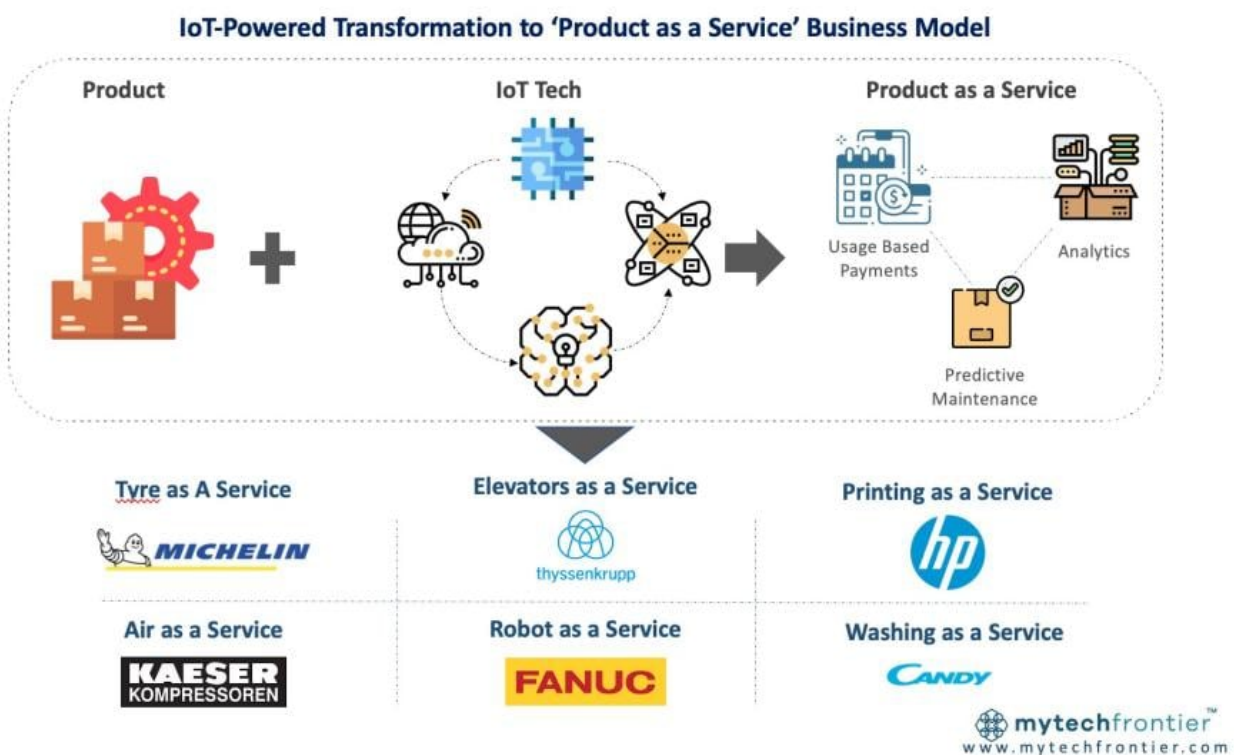 IoT-Powered Transformation to ‘Product as a Service’ Business Model
Product
IoT Tech
Product as a Service
Usage Based
Payments
Analytics
Predictive
Maintenance
Tyre as A Service
Elevators as a Service
Printing as a Service
MICHELIN
thyssenkrupp
hp
Air as a Service
Robot as a Service
Washing as a Service
KAESER
KOMPRESSOREN
FANUC
CANDY
mytechfrontier™
www.mytechfrontier.com